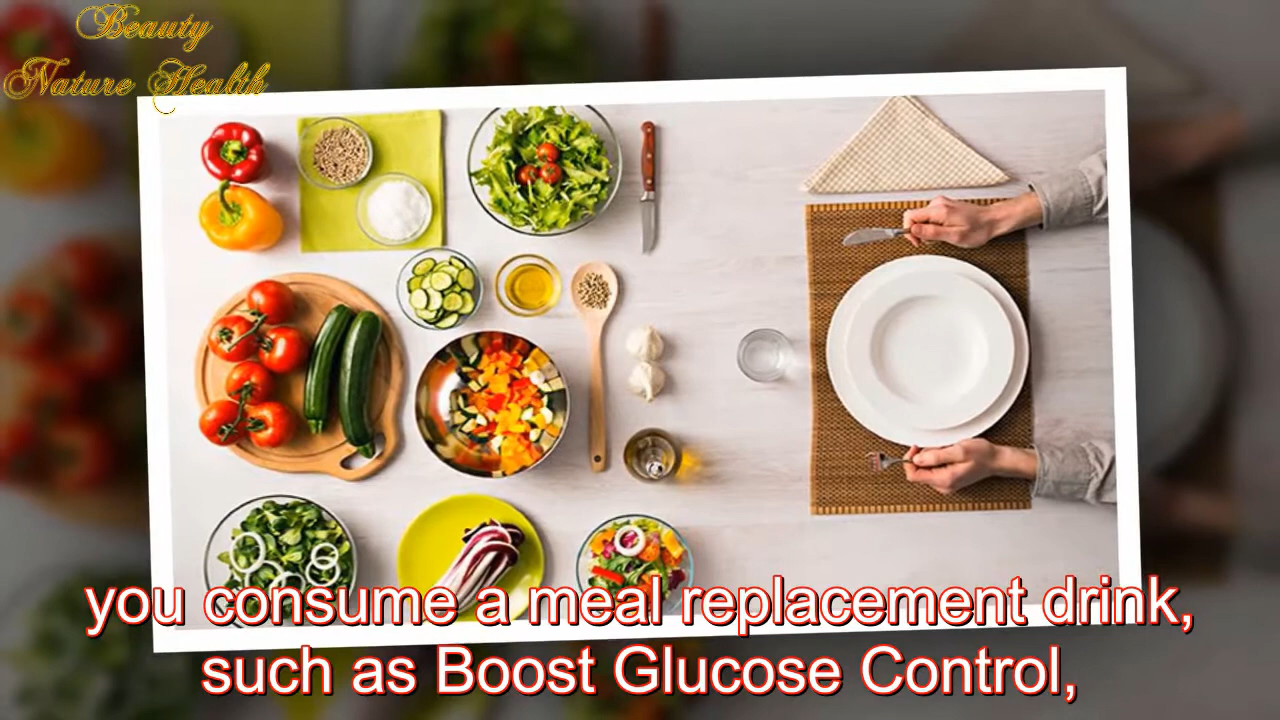 Beauty
Nature Health
you consume a meal replacement drink,
such as Boost Glucose Control,